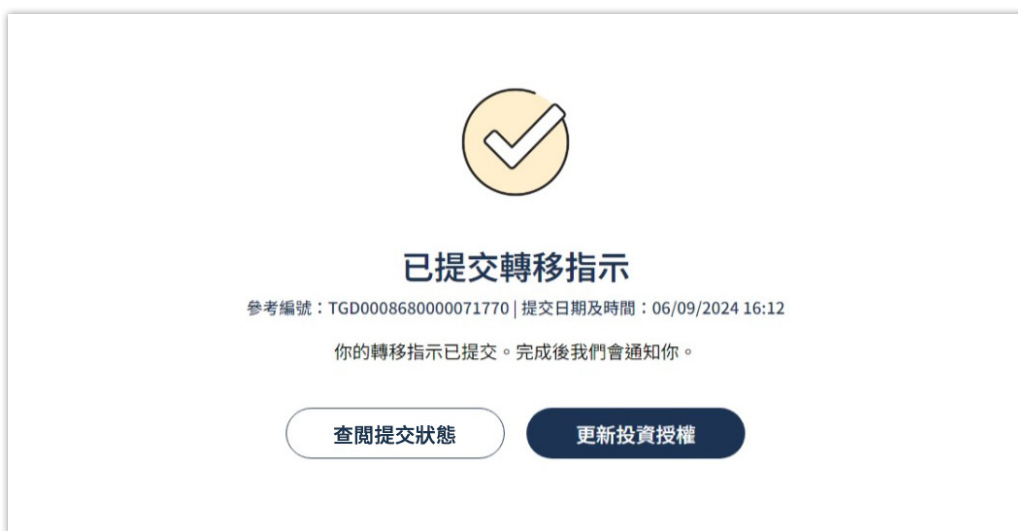 已提交轉移指示
參考編號：TGD0008680000071770 | 提交日期及時間：06/09/2024 16:12
你的轉移指示已提交。完成後我們會通知你。
查閱提交狀態
更新投資授權